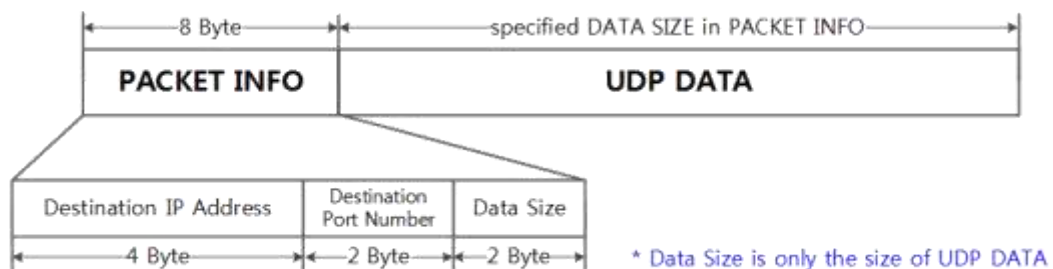 8 Byte specified DATA SIZE in PACKET INFO
PACKET INFO UDP DATA
Destination IP Address Destination Port Number Data Size
4 Byte 2 Byte 2 Byte
* Data Size is only the size of UDP DATA